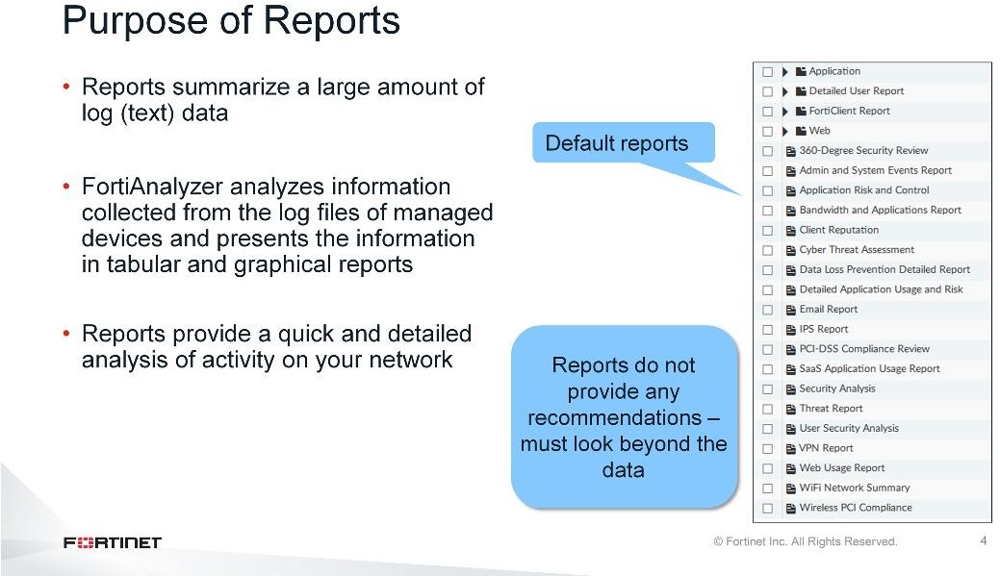 Purpose of Reports
• Reports summarize a large amount of
log (text) data
• FortiAnalyzer analyzes information
collected from the log files of managed
devices and presents the information
in tabular and graphical reports
• Reports provide a quick and detailed
analysis of activity on your network
Default reports
Reports do not
provide any
recommendations –
must look beyond the
data
Application
Detailed User Report
FortiClient Report
Web
360-Degree Security Review
Admin and System Events Report
Application Risk and Control
Bandwidth and Applications Report
Client Reputation
Cyber Threat Assessment
Data Loss Prevention Detailed Report
Detailed Application Usage and Risk
Email Report
IPS Report
PCI-DSS Compliance Review
SaaS Application Usage Report
Security Analysis
Threat Report
User Security Analysis
VPN Report
Web Usage Report
WiFi Network Summary
Wireless PCI Compliance
FORTINET
© Fortinet Inc. All Rights Reserved.
4